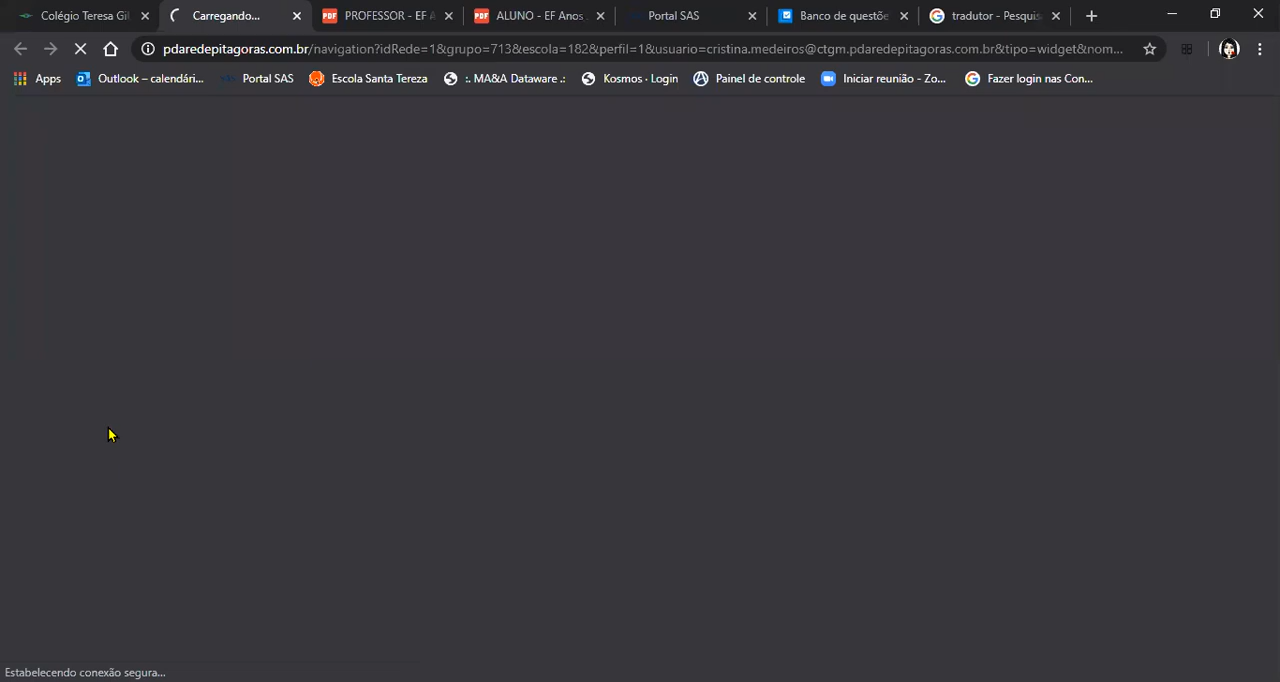 Colégio Teresa Gil
Carregando...
PROFESSOR - EF A
ALUNO - EF Anos
Portal SAS
Banco de questõe
tradutor - Pesquis
pdaredepitagoras.com.br/navigation?idRede=1&grupo=713&escola=182&perfil=1&usuario=cristina.medeiros@ctgm.pdaredepitagoras.com.br&tipo=widget&nom...
Apps
Outlook – calendári...
Portal SAS
Escola Santa Tereza
:. MA&A Dataware .:
Kosmos · Login
Painel de controle
Iniciar reunião - Zo...
Fazer login nas Con...
Estabelecendo conexão segura...